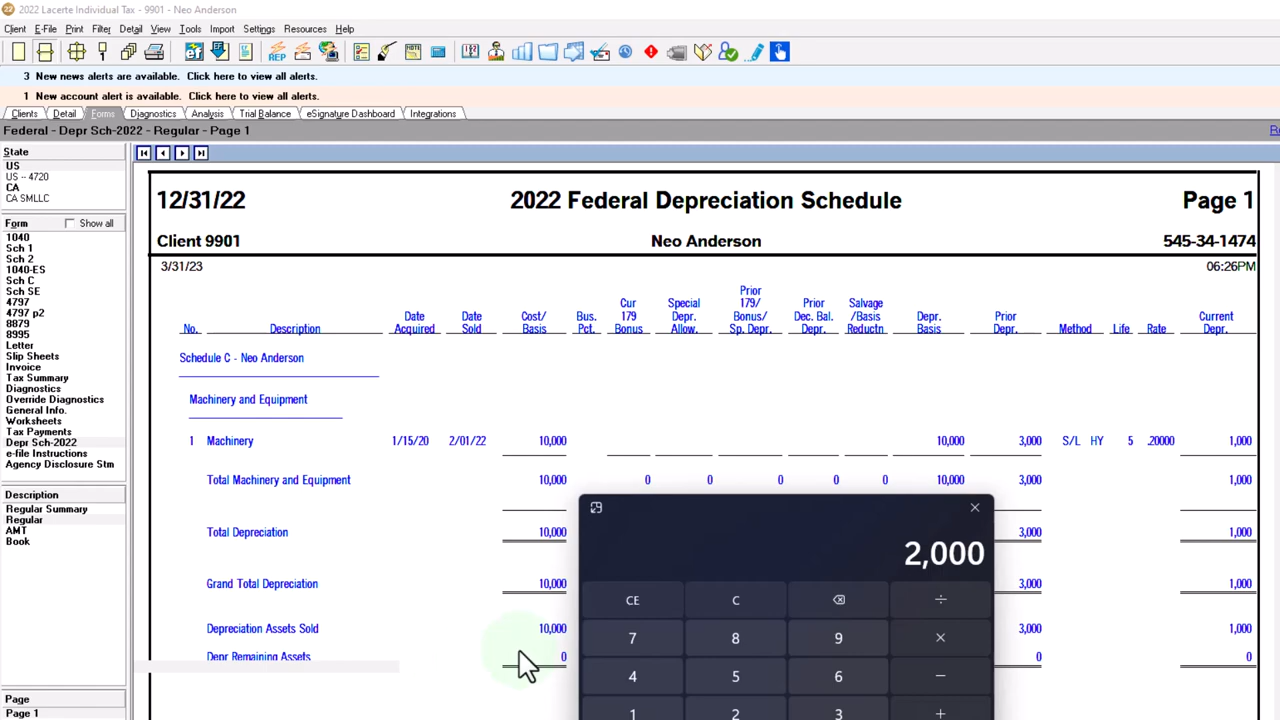 2022 Lacerte Individual Tax - 9901 - Neo Anderson
Client E-File Print Filter Detail View Tools Import Settings Resources Help
3 New news alerts are available. Click here to view all alerts.
1 New account alert is available. Click here to view all alerts.
Clients Detail Forms Diagnostics Analysis Trial Balance eSignature Dashboard Integrations
Federal - Depr Sch-2022 - Regular - Page 1
State
US
US -- 4720
CA
CA SMLLC
Form Show all
1040
Sch 1
Sch 2
1040-ES
Sch C
Sch SE
4797
4797 p2
8879
8995
Letter
Slip Sheets
Invoice
Tax Summary
Diagnostics
Override Diagnostics
General Info.
Worksheets
Tax Payments
Depr Sch-2022
e-file Instructions
Agency Disclosure Stm
Description
Regular Summary
Regular
AMT
Book
Page
Page 1
12/31/22 2022 Federal Depreciation Schedule Page 1
Client 9901 Neo Anderson 545-34-1474
3/31/23 06:26PM
No. Description Date Acquired Date Sold Cost/ Basis Bus. Pct. Cur 179 Bonus Special Depr. Allow. Prior 179/ Bonus/ Sp. Depr. Prior Dec. Bal. Depr. Salvage /Basis Reductn Depr. Basis Prior Depr. Method Life Rate Current Depr.
Schedule C - Neo Anderson
Machinery and Equipment
1 Machinery 1/15/20 2/01/22 10,000 10,000 3,000 S/L HY 5 .20000 1,000
Total Machinery and Equipment 10,000 0 0 0 0 0 10,000 3,000 1,000
Total Depreciation 10,000 3,000 1,000
Grand Total Depreciation 10,000 3,000 1,000
Depreciation Assets Sold 10,000 3,000 1,000
Depr Remaining Assets 0 0 0
2,000
CE C ÷
7 8 9 ×
4 5 6 −
1 2 3 +